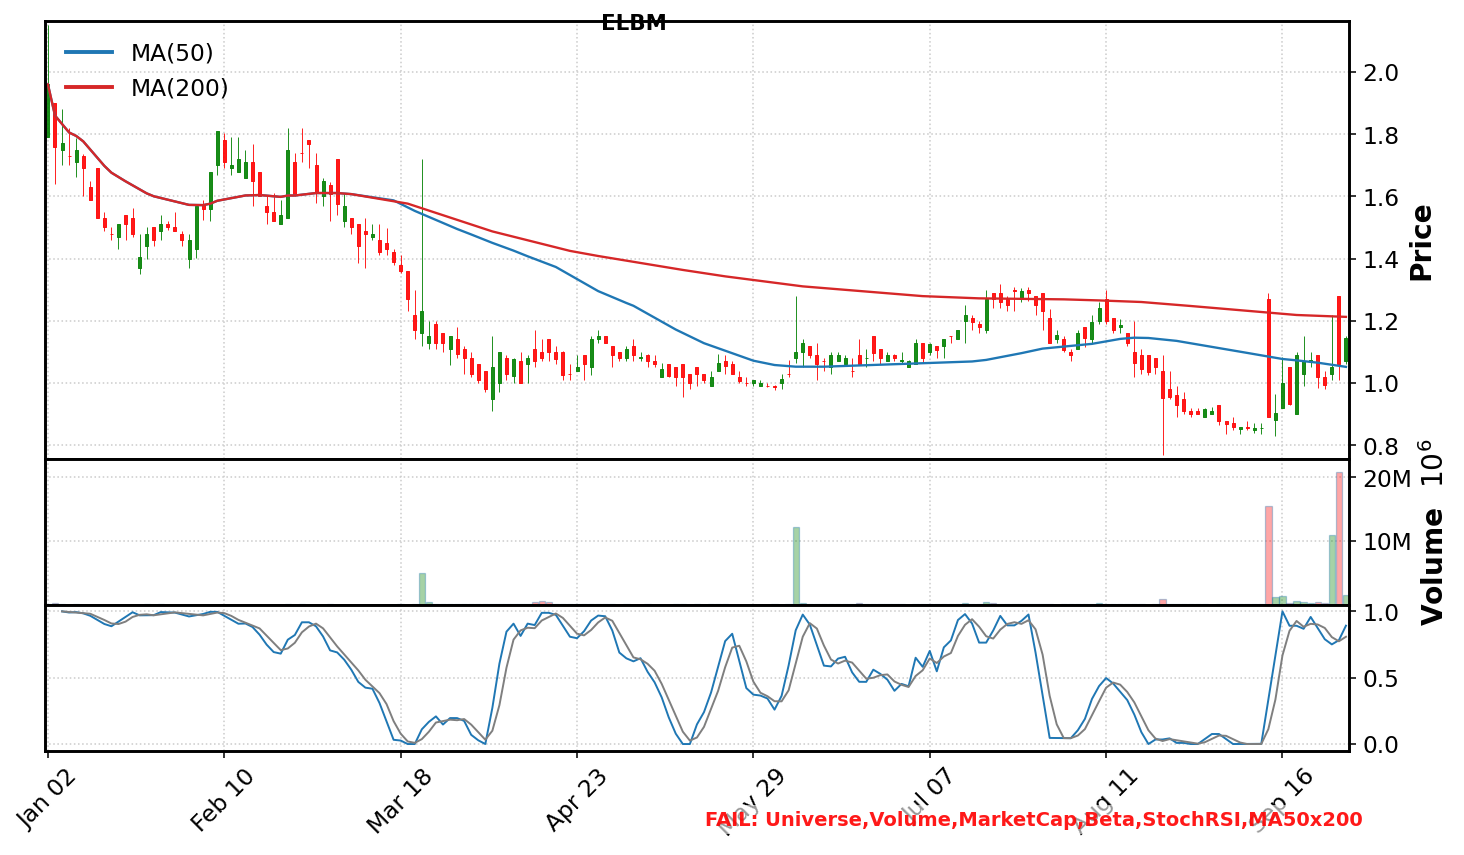 ELBM
MA(50)
MA(200)
2.0
1.8
1.6
1.4
1.2
1.0
0.8
Price
20M
10M
Volume 10⁶
1.0
0.5
0.0
Jan 02
Feb 10
Mar 18
Apr 23
May 29
Jul 07
Aug 11
Sep 16
FAIL: Universe,Volume,MarketCap,Beta,StochRSI,MA50x200